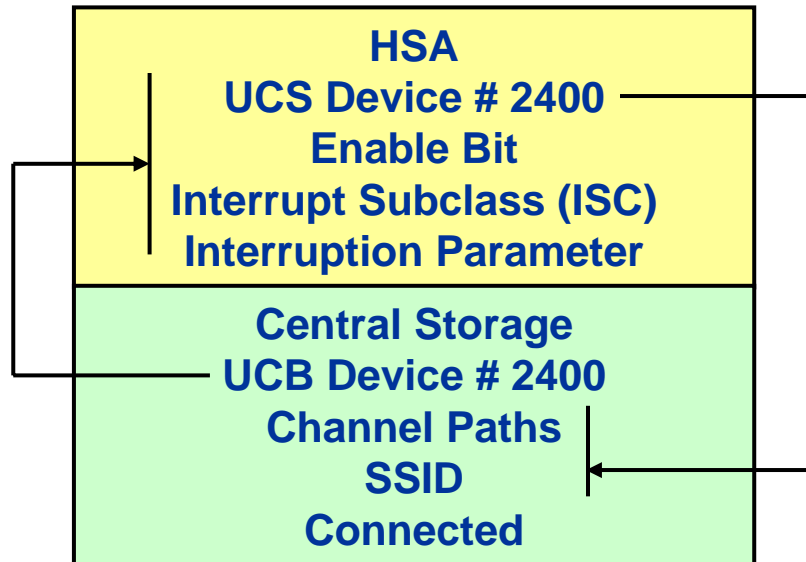 HSA
UCS Device # 2400
Enable Bit
Interrupt Subclass (ISC)
Interruption Parameter
Central Storage
UCB Device # 2400
Channel Paths
SSID
Connected